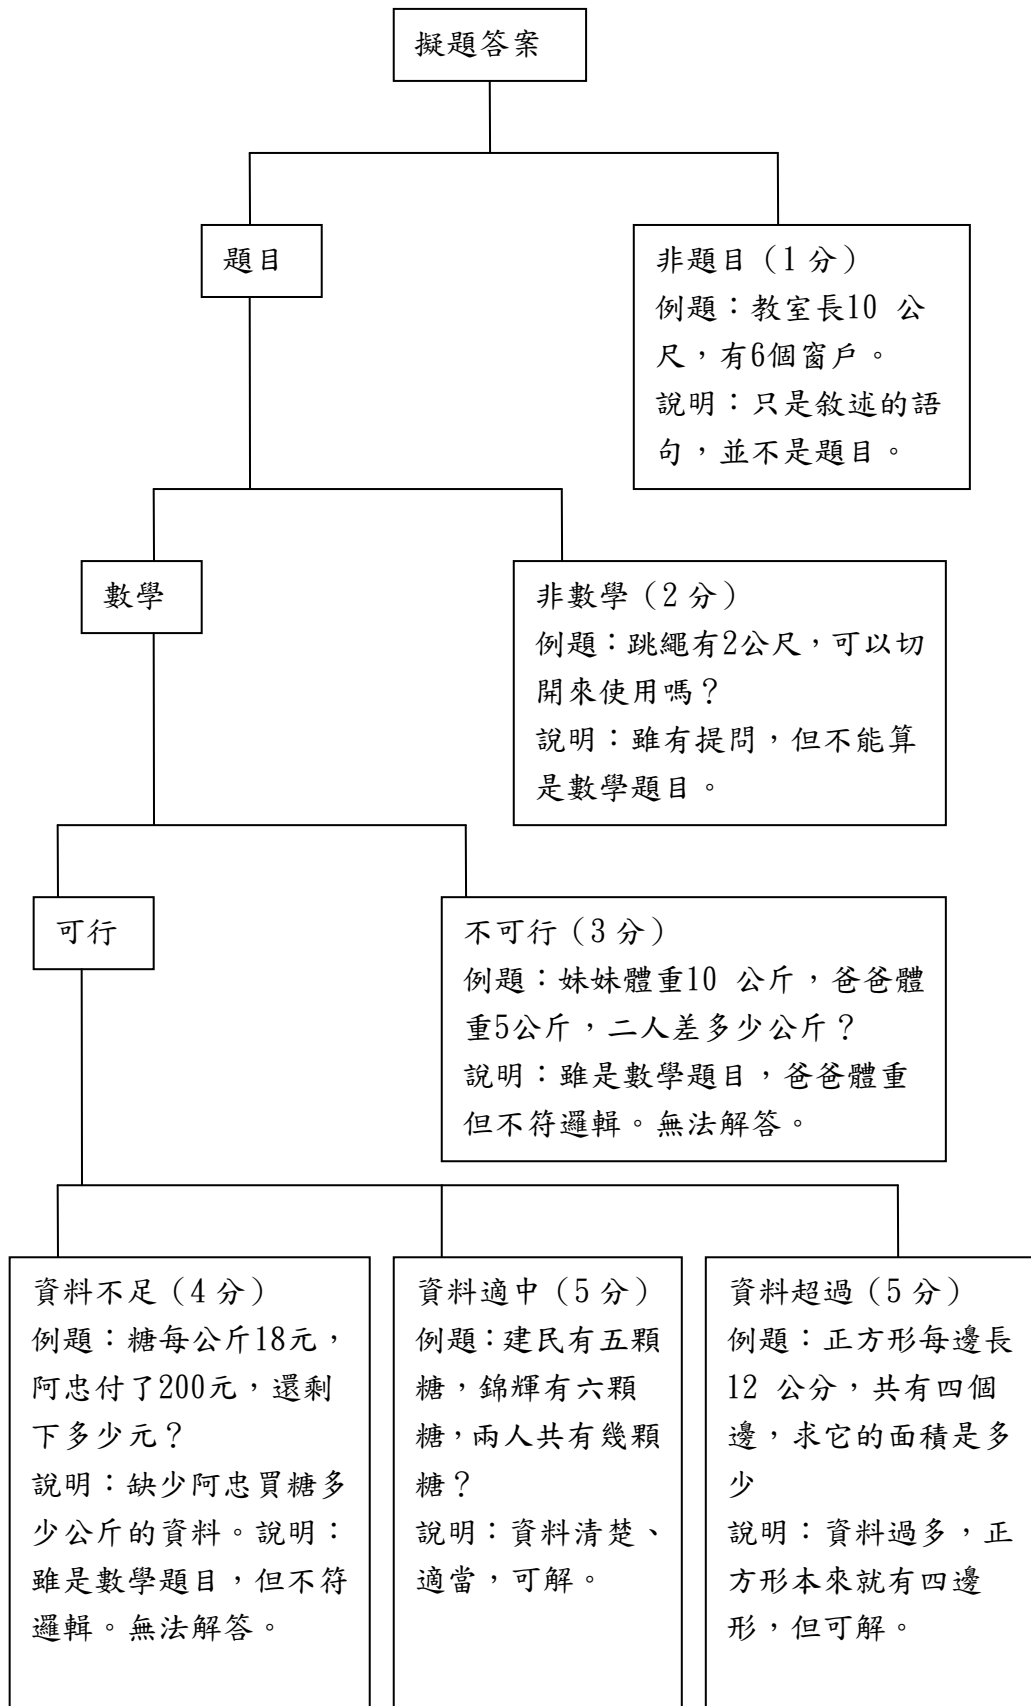 擬題答案
題目
非題目（1分）
例題：教室長10 公
尺，有6個窗戶。
說明：只是敘述的語
句，並不是題目。
數學
非數學（2分）
例題：跳繩有2公尺，可以切
開來使用嗎？
說明：雖有提問，但不能算
是數學題目。
可行
不可行（3分）
例題：妹妹體重10 公斤，爸爸體
重5公斤，二人差多少公斤？
說明：雖是數學題目，爸爸體重
但不符邏輯。無法解答。
資料不足（4分）
例題：糖每公斤18元，
阿忠付了200元，還剩
下多少元？
說明：缺少阿忠買糖多
少公斤的資料。說明：
雖是數學題目，但不符
邏輯。無法解答。
資料適中（5分）
例題：建民有五顆
糖，錦輝有六顆
糖，兩人共有幾顆
糖？
說明：資料清楚、
適當，可解。
資料超過（5分）
例題：正方形每邊長
12 公分，共有四個
邊，求它的面積是多
少
說明：資料過多，正
方形本來就有四邊
形，但可解。